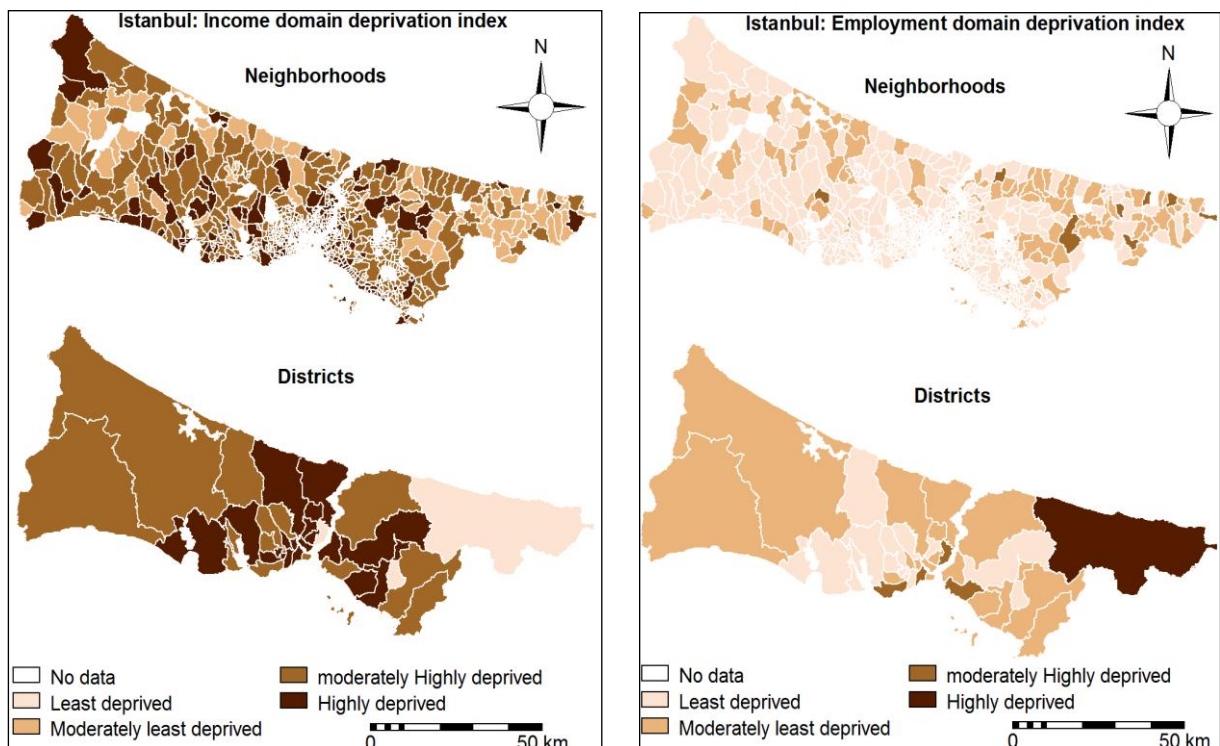 Istanbul: Income domain deprivation index
N
Neighborhoods
Districts
No data
Least deprived
Moderately least deprived
moderately Highly deprived
Highly deprived
0 50 km
Istanbul: Employment domain deprivation index
N
Neighborhoods
Districts
No data
Least deprived
Moderately least deprived
moderately Highly deprived
Highly deprived
0 50 km